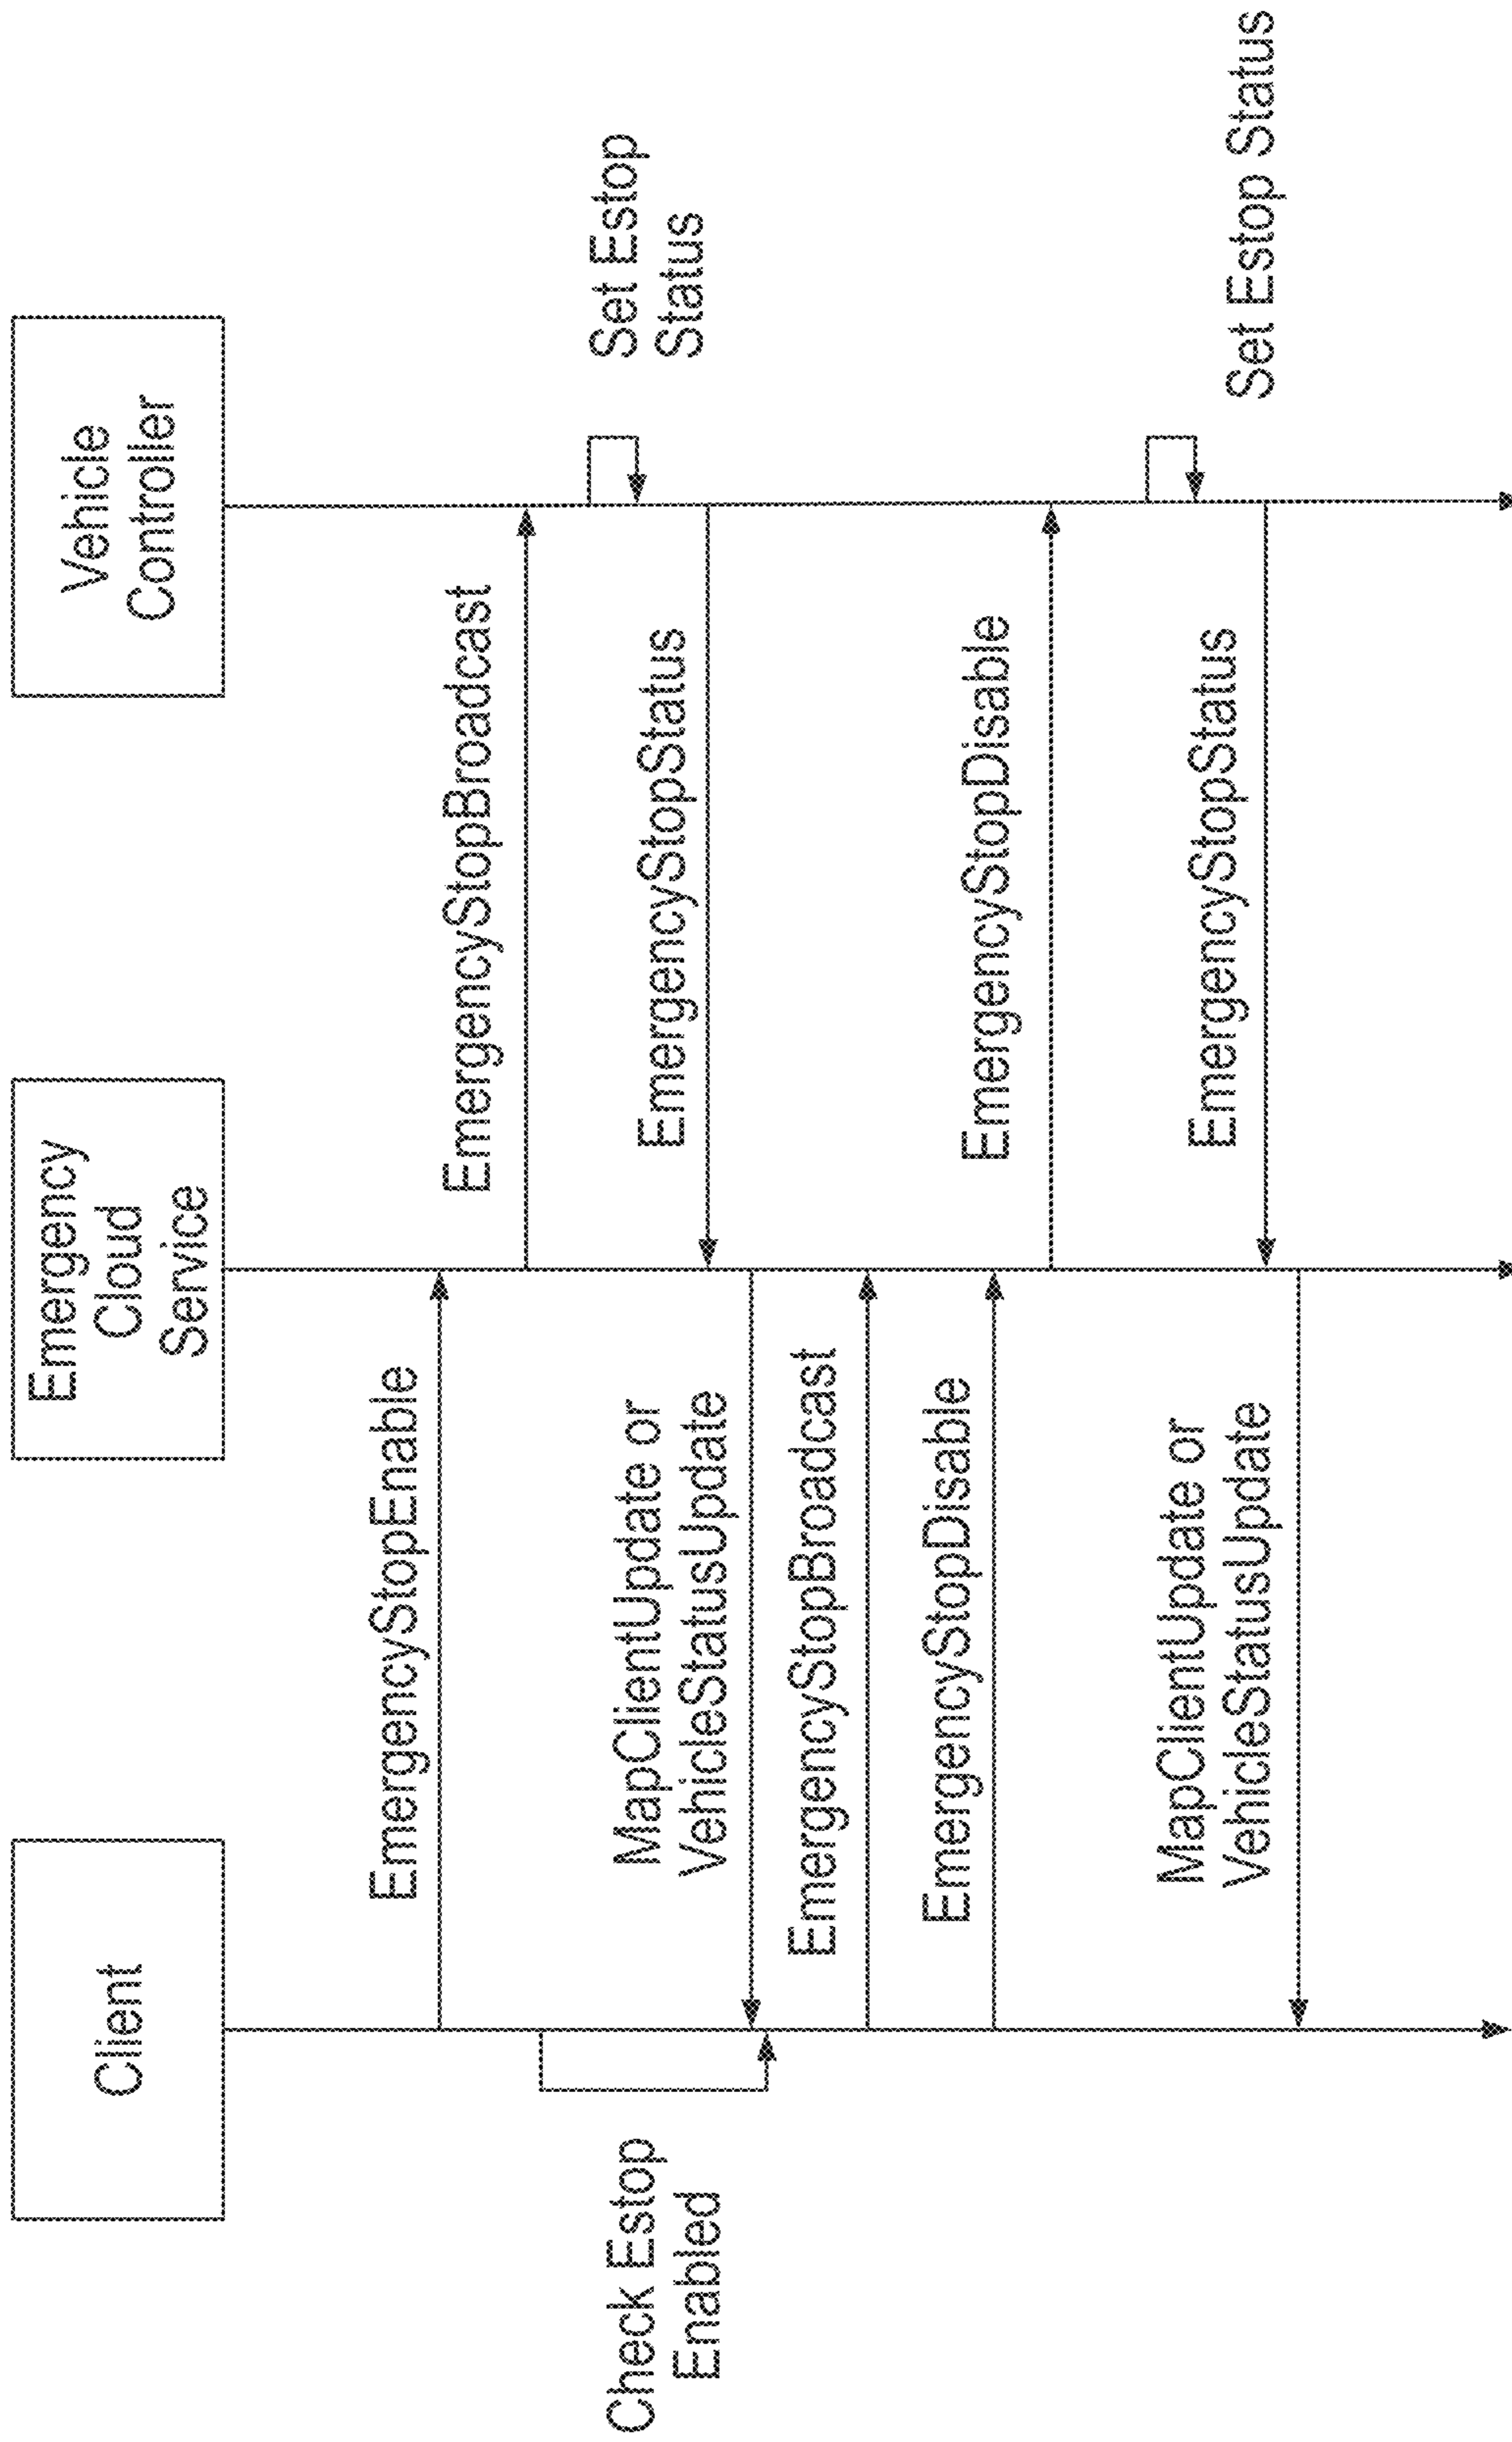 Client
Emergency
Cloud
Service
Vehicle
Controller
EmergencyStopEnable
EmergencyStopBroadcast
Check Estop
Enabled
Set Estop
Status
EmergencyStopStatus
MapClientUpdate or
VehicleStatusUpdate
EmergencyStopBroadcast
EmergencyStopDisable
EmergencyStopDisable
Set Estop Status
EmergencyStopStatus
MapClientUpdate or
VehicleStatusUpdate